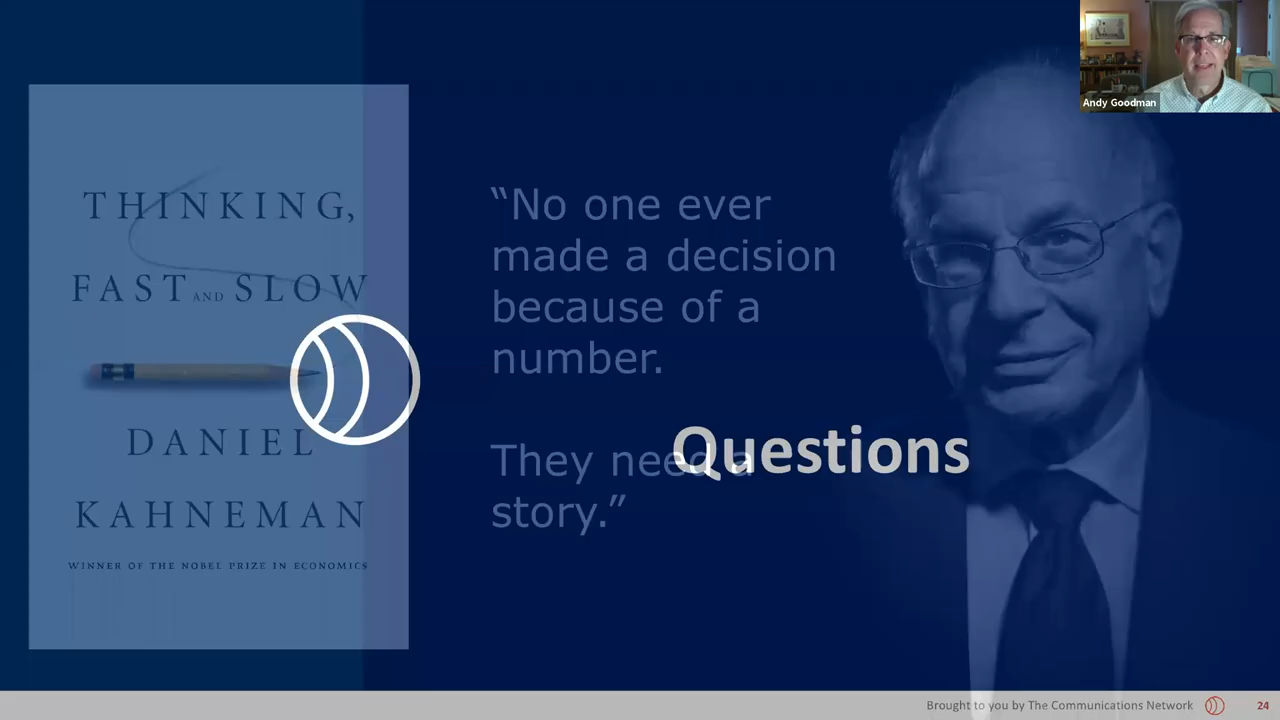 Andy Goodman
THINKING,
FAST AND SLOW
DANIEL
KAHNEMAN
WINNER OF THE NOBEL PRIZE IN ECONOMICS
“No one ever
made a decision
because of a
number.
They need a
story.”
Questions
Brought to you by The Communications Network
24